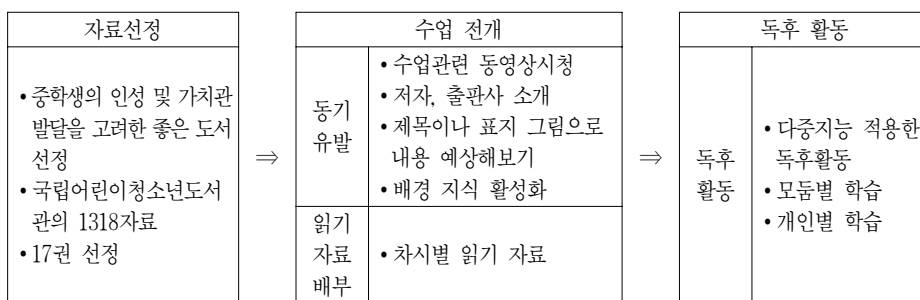 자료선정
• 중학생의 인성 및 가치관
발달을 고려한 좋은 도서
선정
• 국립어린이청소년도서
관의 1318자료
• 17권 선정
⇒
수업 전개
동기
유발
• 수업관련 동영상시청
• 저자, 출판사 소개
• 제목이나 표지 그림으로
내용 예상해보기
• 배경 지식 활성화
읽기
자료
배부
• 차시별 읽기 자료
⇒
독후 활동
독후
활동
• 다중지능 적용한
독후활동
• 모둠별 학습
• 개인별 학습